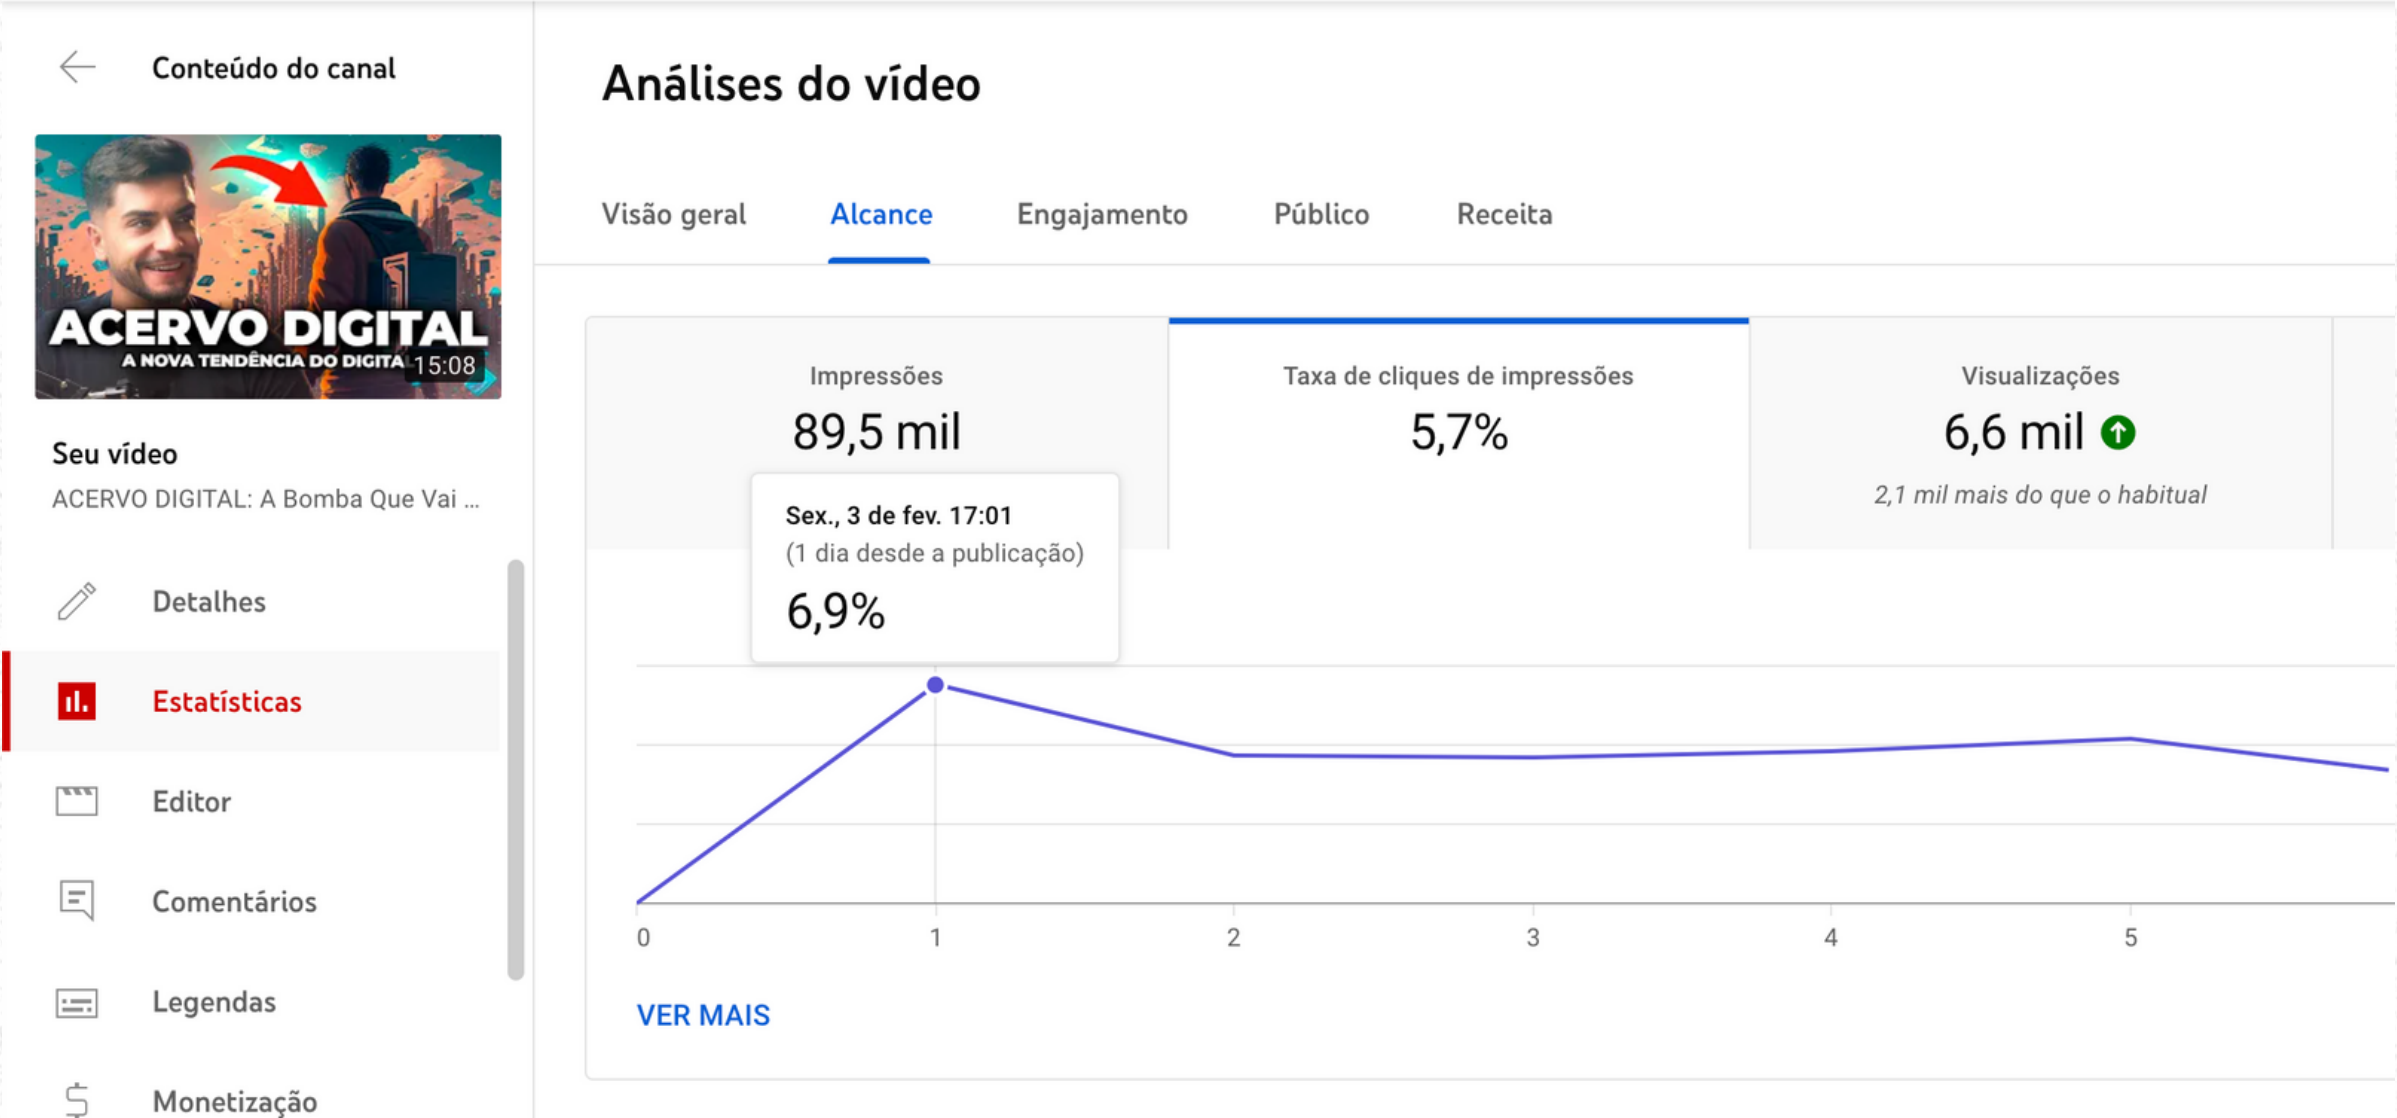 Conteúdo do canal
ACERVO DIGITAL
A NOVA TENDÊNCIA DO DIGITA
15:08
Seu vídeo
ACERVO DIGITAL: A Bomba Que Vai ...
Detalhes
Estatísticas
Editor
Comentários
Legendas
Monetização
Análises do vídeo
Visão geral
Alcance
Engajamento
Público
Receita
Impressões
89,5 mil
Taxa de cliques de impressões
5,7%
Visualizações
6,6 mil
2,1 mil mais do que o habitual
Sex., 3 de fev. 17:01
(1 dia desde a publicação)
6,9%
0 1 2 3 4 5
VER MAIS